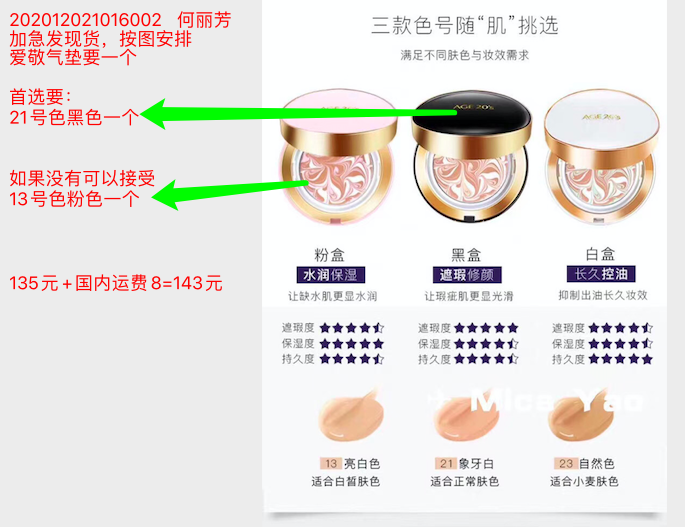 202012021016002 何丽芳
加急发现货，按图安排
爱敬气垫要一个
首选要：
21号色黑色一个
如果没有可以接受
13号色粉色一个
135元+国内运费8=143元
三款色号随“肌”挑选
满足不同肤色与妆效需求
AGE 20's
AGE 20's
AGE 20's
粉盒
黑盒
白盒
水润保湿
遮瑕修颜
长久控油
让缺水肌更显水润
让瑕疵肌更显光滑
抑制出油长久妆效
遮瑕度
保湿度
持久度
遮瑕度
保湿度
持久度
遮瑕度
保湿度
持久度
Mica Yao
13 亮白色
适合白皙肤色
21 象牙白
适合正常肤色
23 自然色
适合小麦肤色